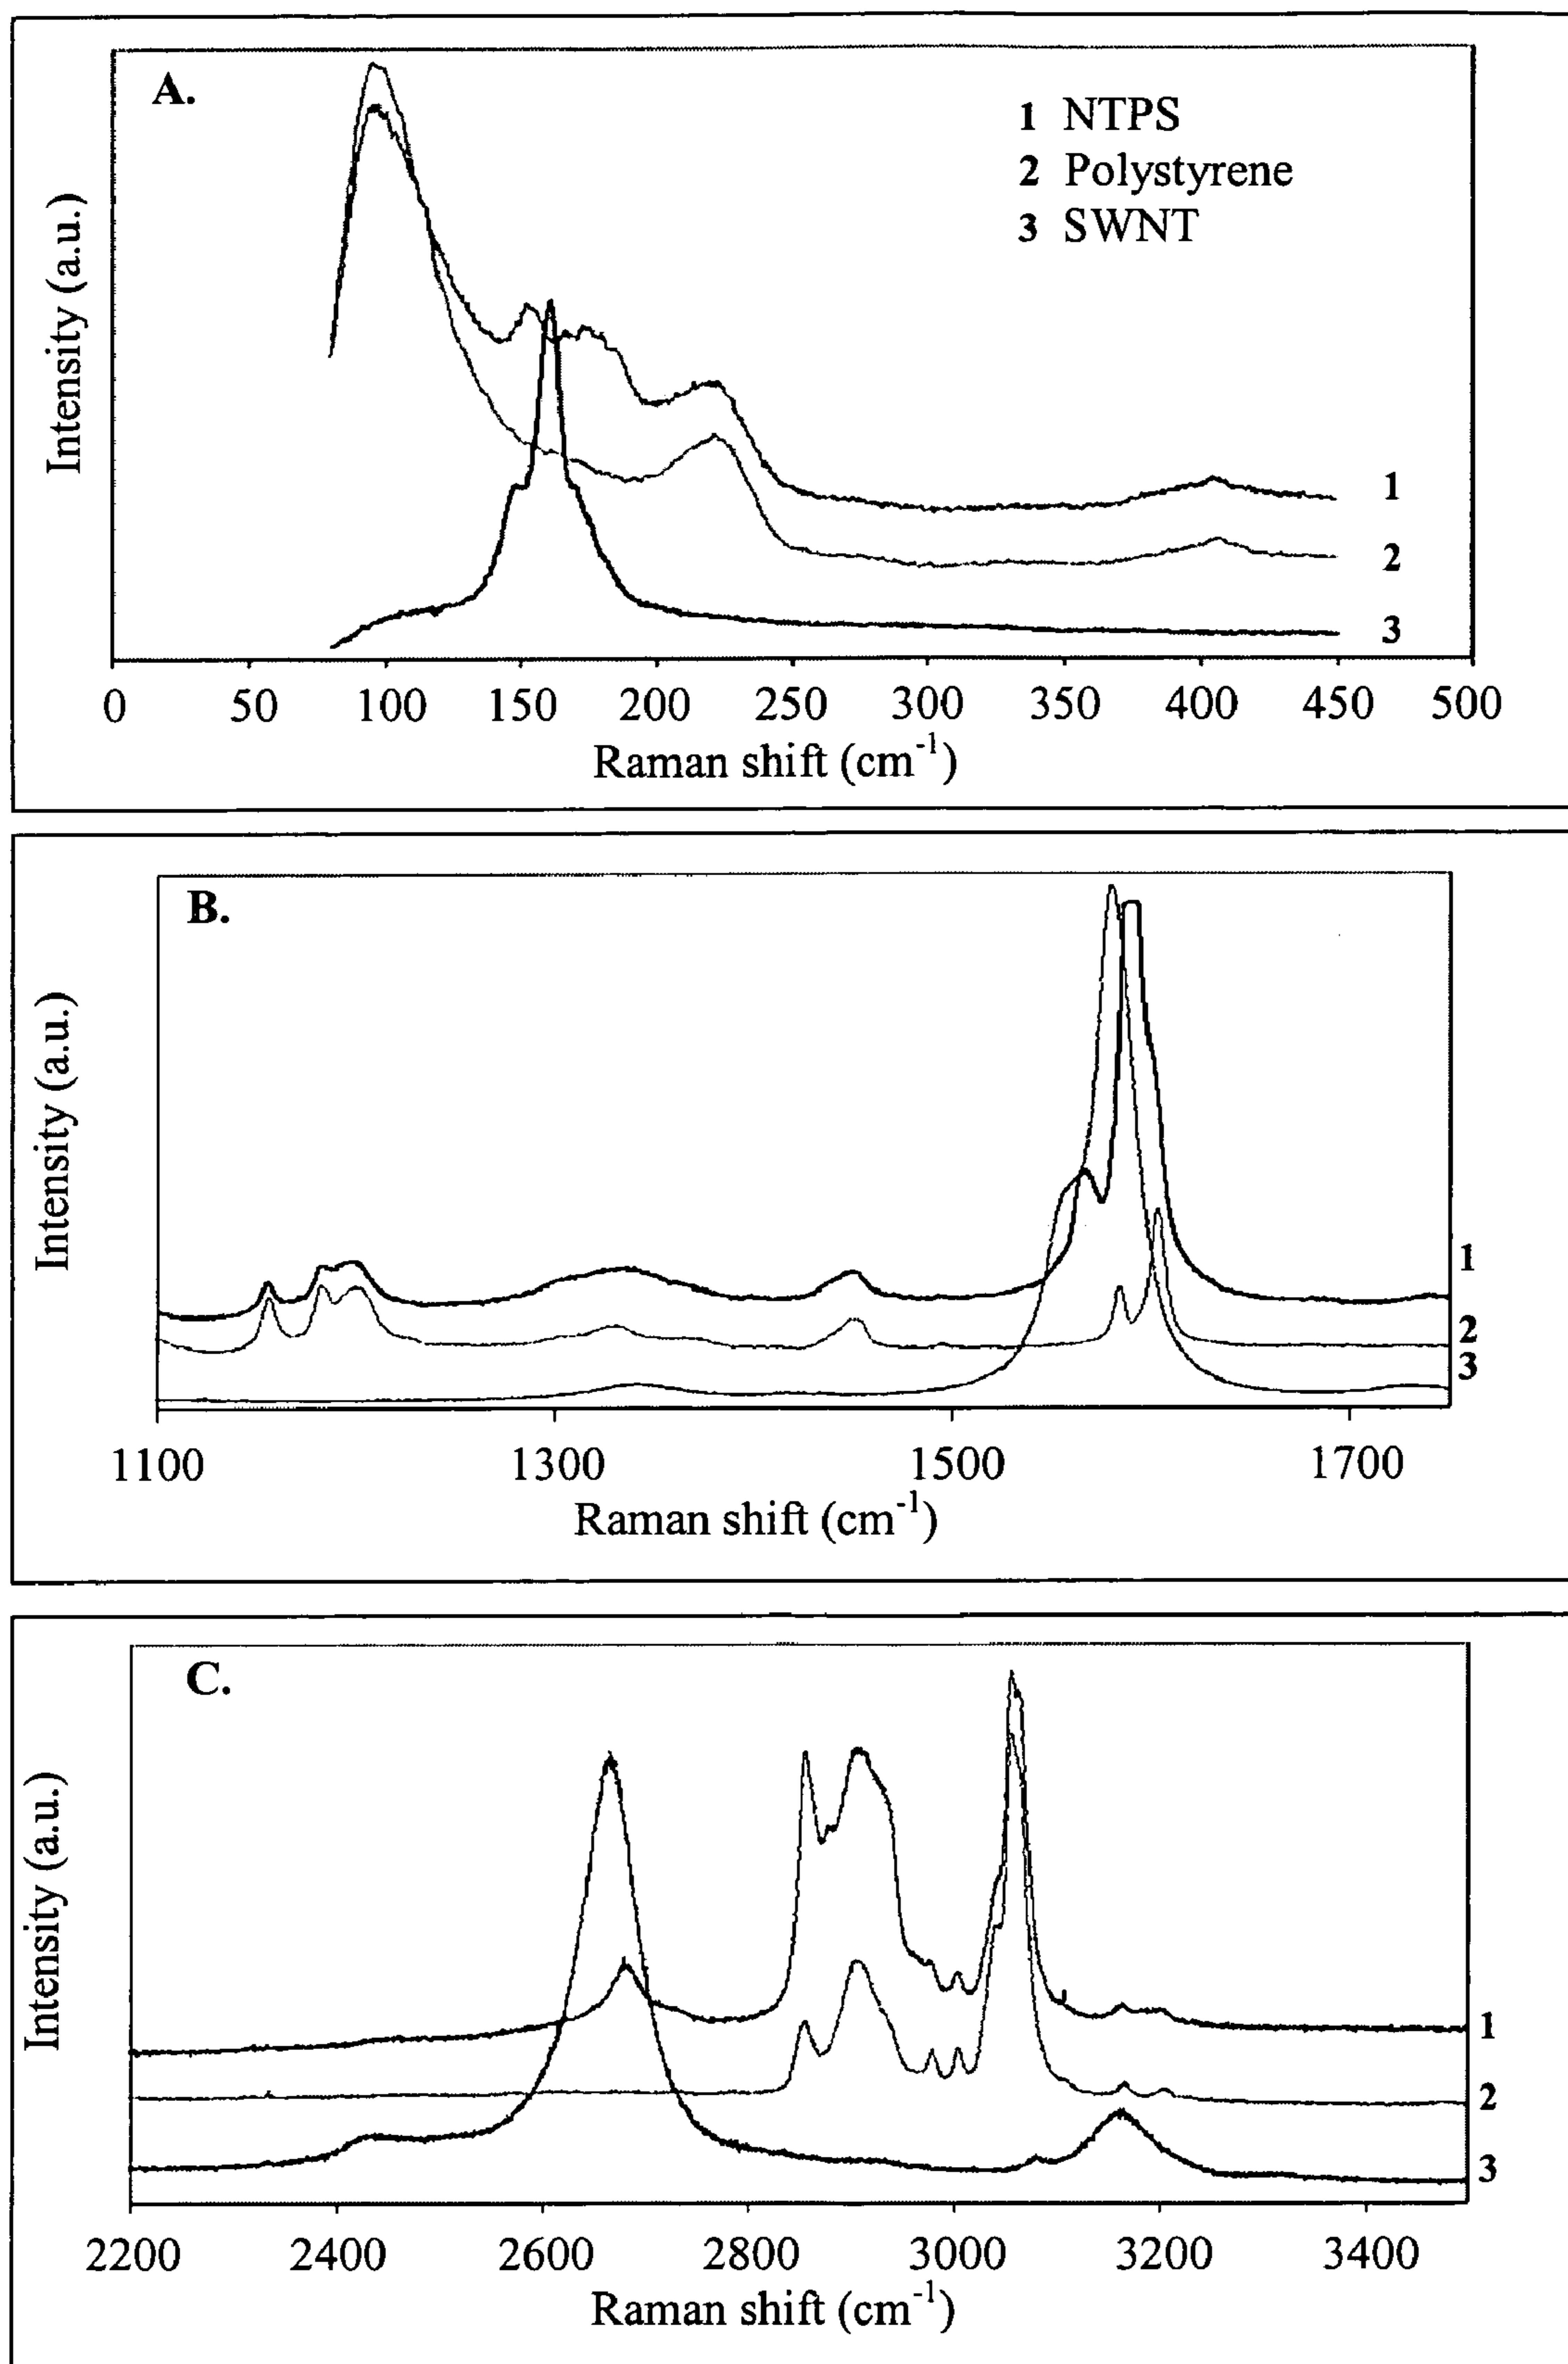 A.
1 NTPS
2 Polystyrene
3 SWNT
Intensity (a.u.)
1
2
3
0 50 100 150 200 250 300 350 400 450 500
Raman shift (cm⁻¹)
B.
Intensity (a.u.)
1
2
3
1100 1300 1500 1700
Raman shift (cm⁻¹)
C.
Intensity (a.u.)
1
2
3
2200 2400 2600 2800 3000 3200 3400
Raman shift (cm⁻¹)